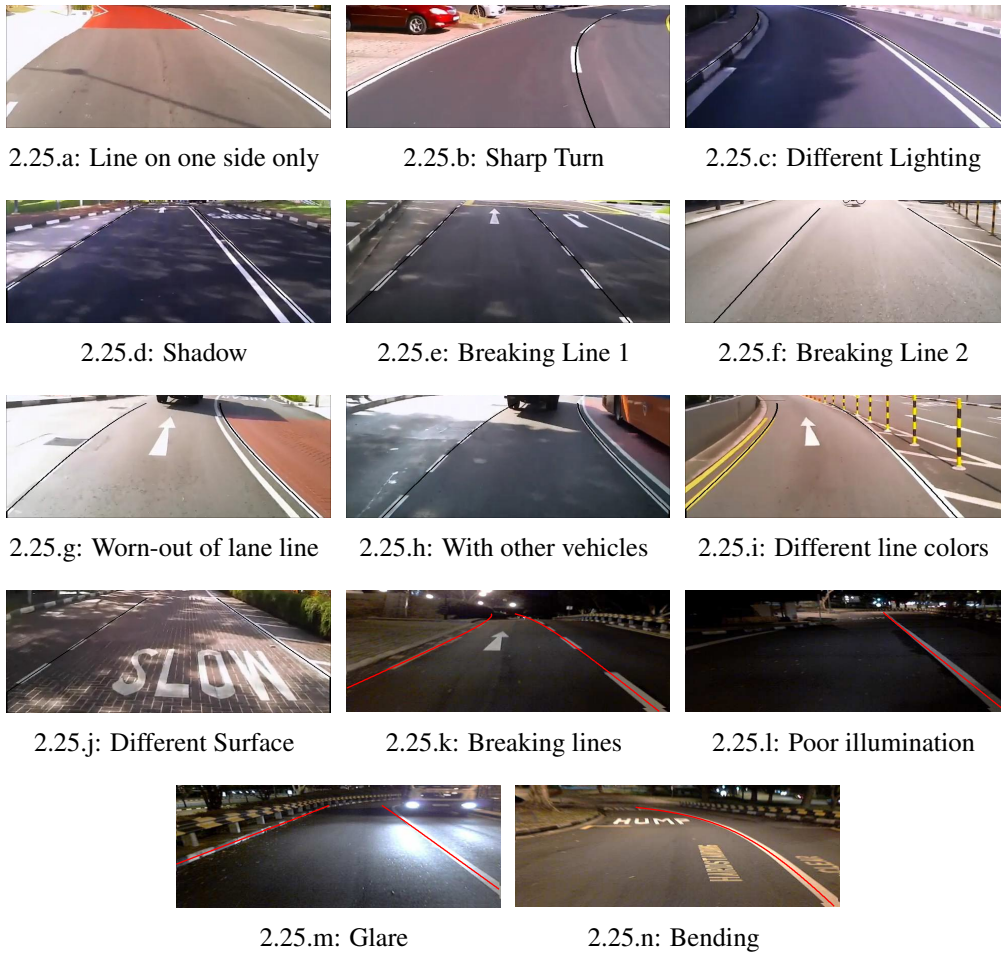 2.25.a: Line on one side only
2.25.b: Sharp Turn
2.25.c: Different Lighting
2.25.d: Shadow
2.25.e: Breaking Line 1
2.25.f: Breaking Line 2
2.25.g: Worn-out of lane line
2.25.h: With other vehicles
2.25.i: Different line colors
SLOW
2.25.j: Different Surface
2.25.k: Breaking lines
2.25.l: Poor illumination
HUMP
2.25.m: Glare
2.25.n: Bending